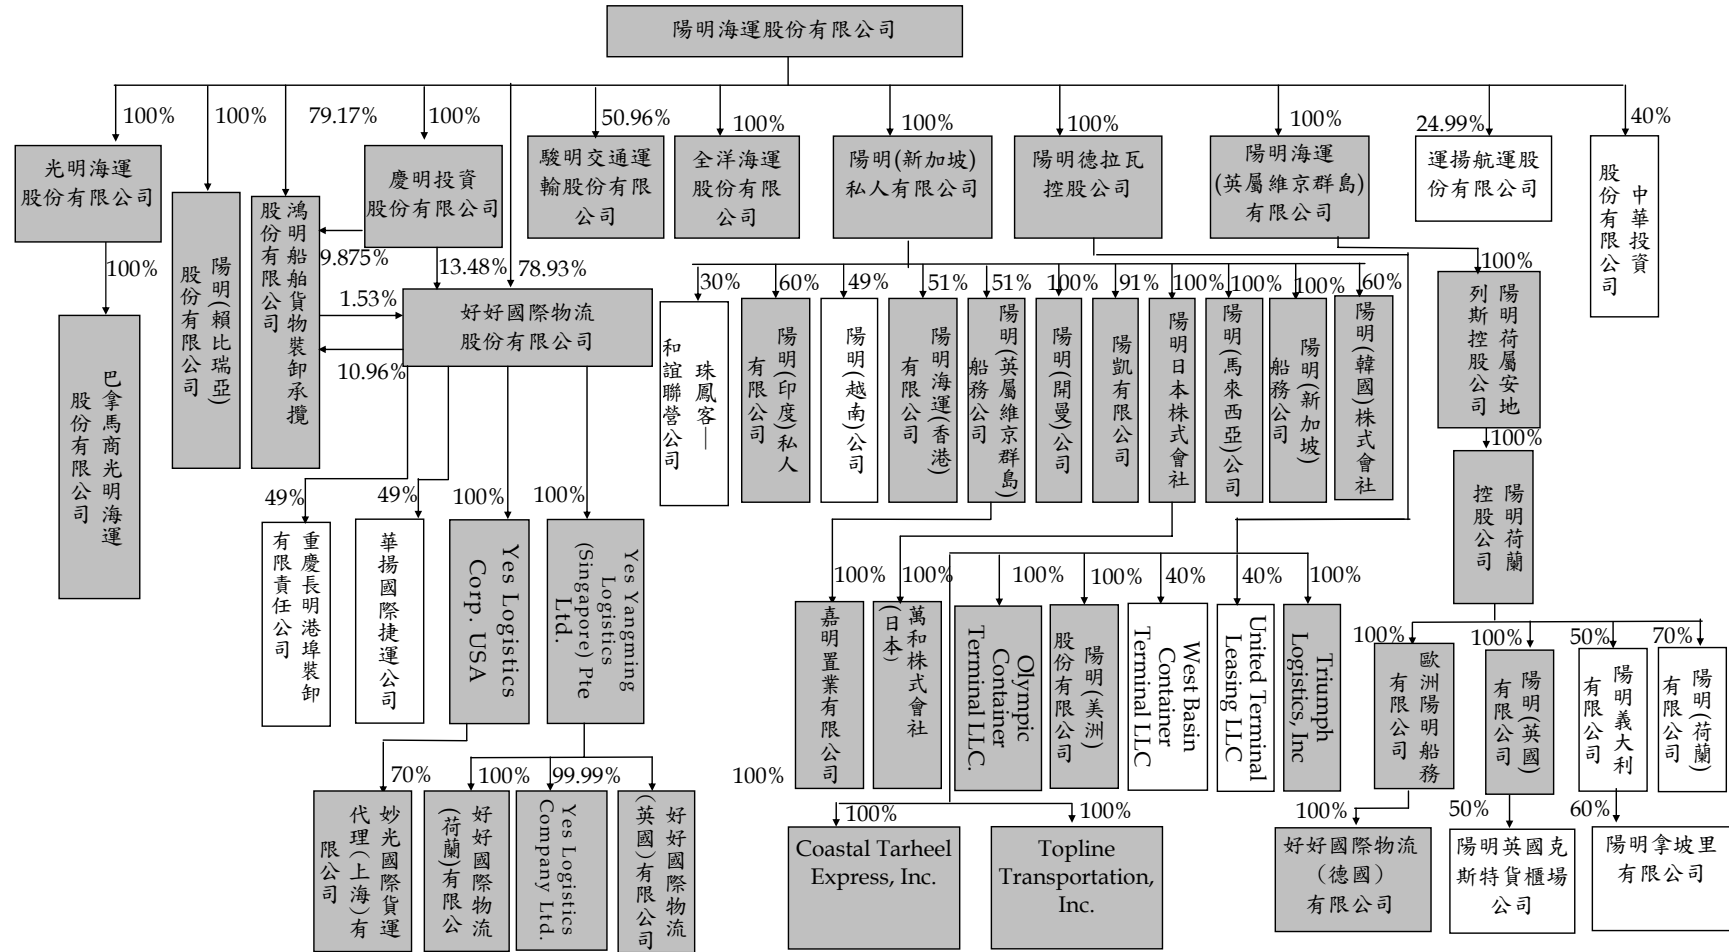 陽明海運股份有限公司
100%
100%
79.17%
100%
50.96%
100%
100%
100%
100%
24.99%
40%
光明海運
股份有限公司
陽明(賴比瑞亞)
股份有限公司
鴻明船舶貨物裝卸承攬
股份有限公司
慶明投資
股份有限公司
駿明交通運
輸股份有限
公司
全洋海運
股份有限
公司
陽明(新加坡)
私人有限公司
陽明德拉瓦
控股公司
陽明海運
(英屬維京群島)
有限公司
運揚航運股
份有限公司
中華投資
股份有限公司
100%
9.875%
13.48%
78.93%
1.53%
10.96%
好好國際物流
股份有限公司
巴拿馬商光明海運
股份有限公司
30%
60%
49%
51%
51%
100%
91%
100%
100%
100%
60%
100%
珠鳳客—
和誼聯營公司
陽明(印度)私人
有限公司
陽明(越南)公司
陽明海運(香港)
有限公司
陽明(英屬維京群島)
船務公司
陽明(開曼)公司
陽凱有限公司
陽明日本株式會社
陽明(馬來西亞)公司
陽明(新加坡)
船務公司
陽明(韓國)株式會社
陽明荷屬安地
列斯控股公司
100%
陽明荷蘭
控股公司
49%
49%
100%
100%
重慶長明港埠裝卸
有限責任公司
華揚國際捷運公司
Yes Logistics
Corp. USA
Yes Yangming
Logistics
(Singapore) Pte
Ltd.
100%
100%
100%
100%
40%
40%
100%
嘉明置業有限公司
萬和株式會社
(日本)
Olympic
Container
Terminal LLC.
陽明(美洲)
股份有限公司
West Basin
Container
Terminal LLC
United Terminal
Leasing LLC
Triumph
Logistics, Inc
100%
100%
50%
70%
歐洲陽明船務
有限公司
陽明(英國)
有限公司
陽明義大利
有限公司
陽明(荷蘭)
有限公司
70%
100%
99.99%
100%
妙光國際貨運
代理(上海)有
限公司
好好國際物流
(荷蘭)有限公
Yes Logistics
Company Ltd.
好好國際物流
(英國)有限公司
100%
100%
Coastal Tarheel
Express, Inc.
Topline
Transportation,
Inc.
100%
50%
60%
好好國際物流
(德國)
有限公司
陽明英國克
斯特貨櫃場
公司
陽明拿坡里
有限公司